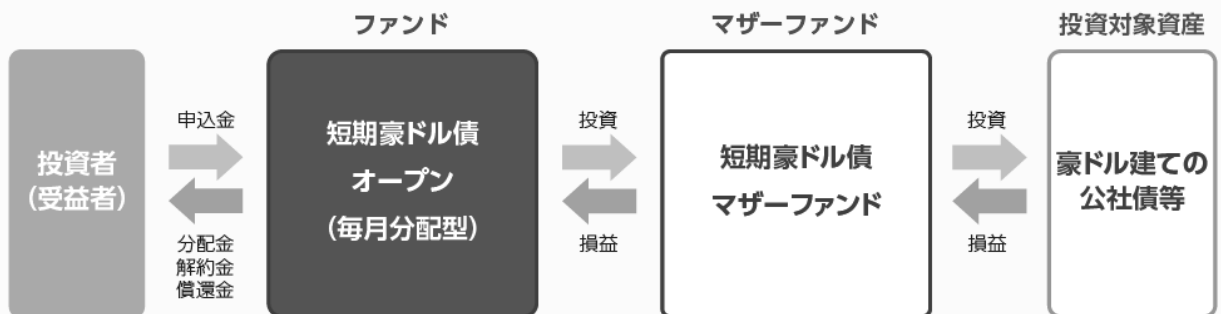 ファンド
マザーファンド
投資対象資産
投資者
(受益者)
申込金
分配金
解約金
償還金
短期豪ドル債
オープン
(毎月分配型)
投資
損益
短期豪ドル債
マザーファンド
投資
損益
豪ドル建ての
公社債等